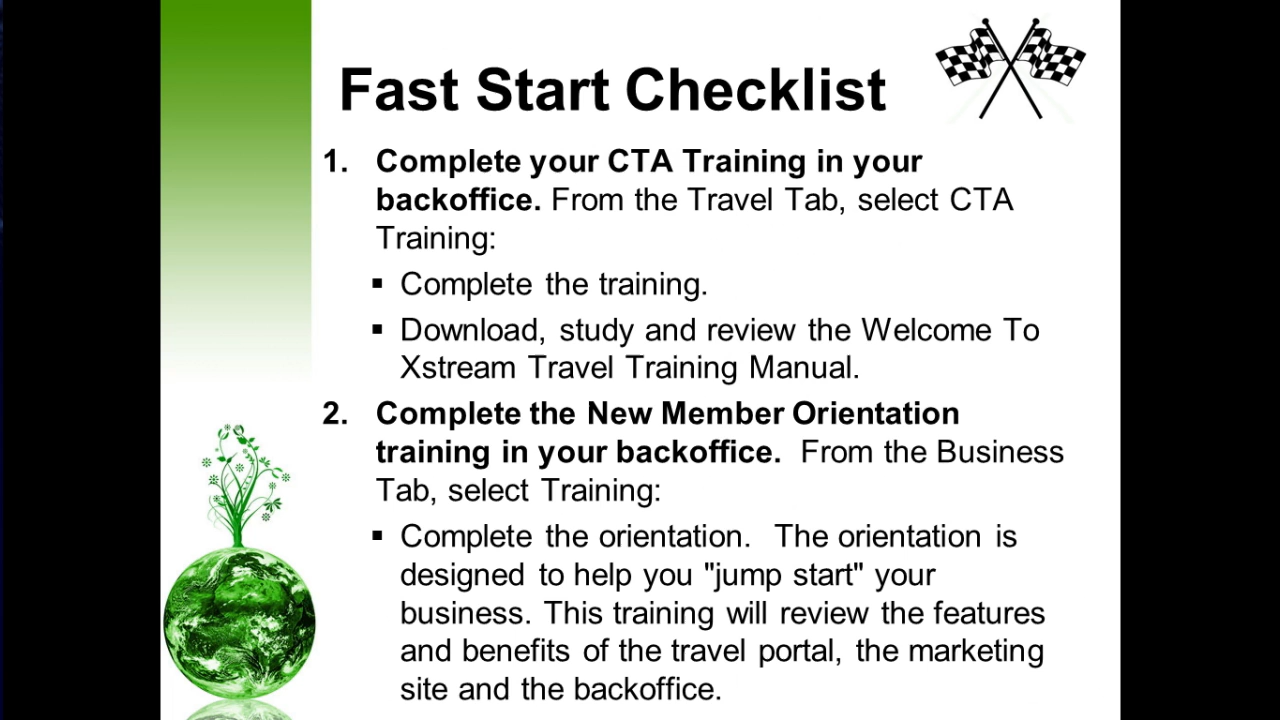 Fast Start Checklist
1. Complete your CTA Training in your
backoffice. From the Travel Tab, select CTA
Training:
▪ Complete the training.
▪ Download, study and review the Welcome To
Xstream Travel Training Manual.
2. Complete the New Member Orientation
training in your backoffice. From the Business
Tab, select Training:
▪ Complete the orientation. The orientation is
designed to help you "jump start" your
business. This training will review the features
and benefits of the travel portal, the marketing
site and the backoffice.